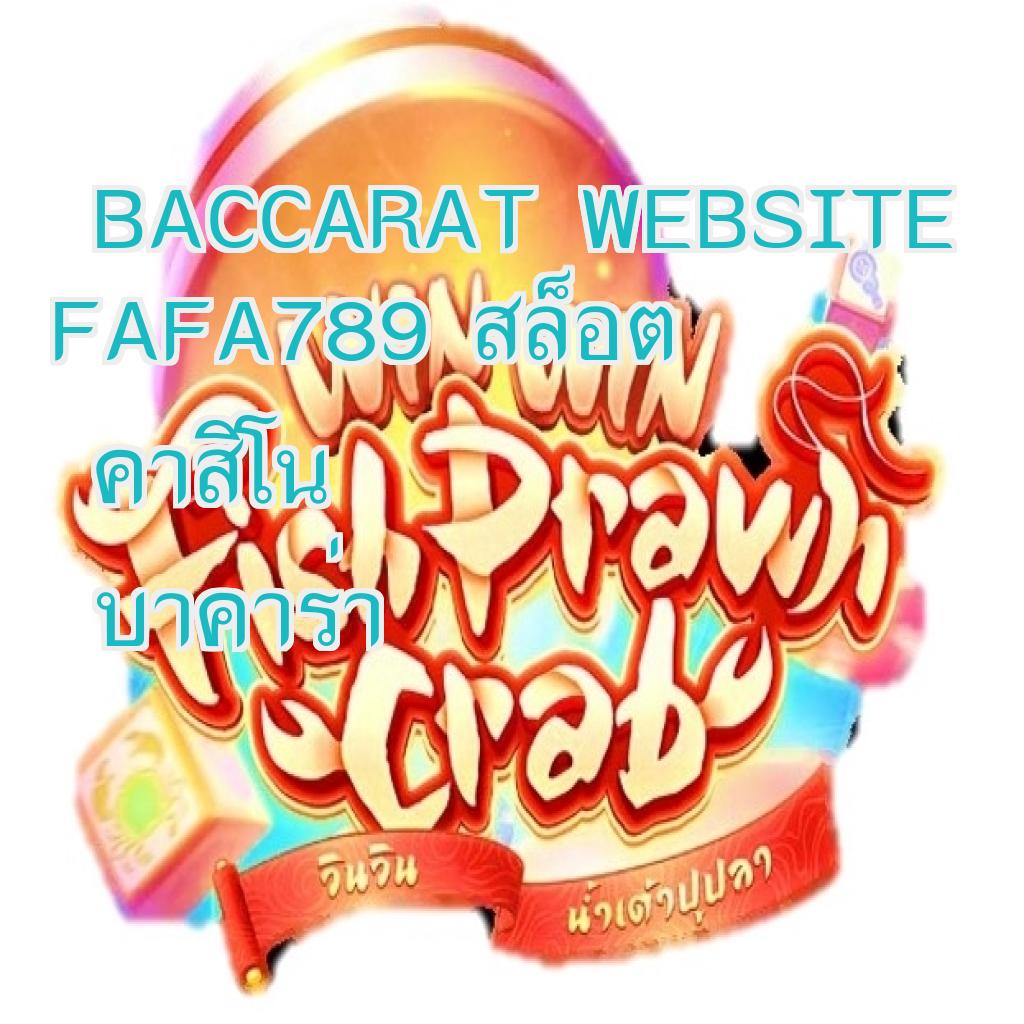 BACCARAT WEBSITE
FAFA789 สล็อต
WIN WIN
คาสิโน
Fish Prawn
บาคาร่า
Crab
วินวิน
น้ำเต้าปูปลา